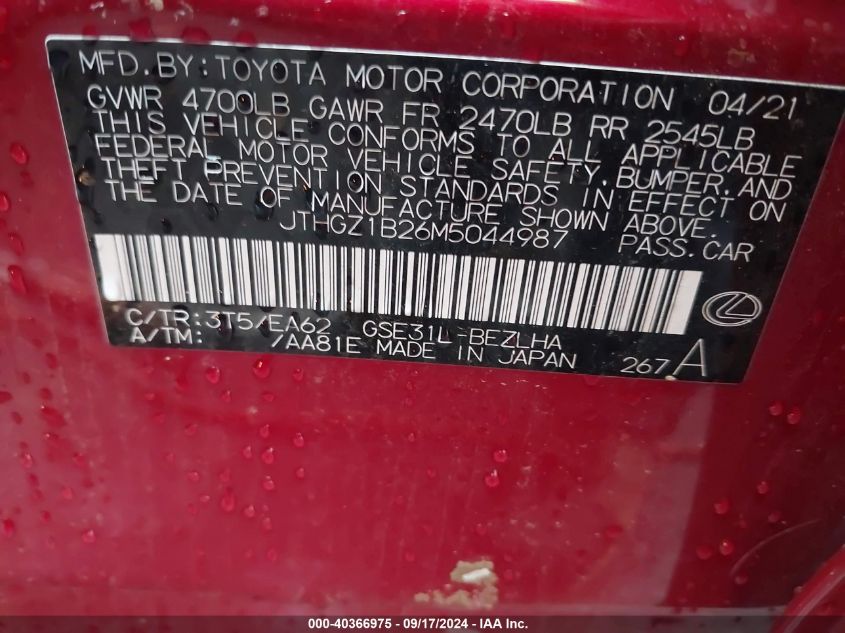 MFD.BY:TOYOTA MOTOR CORPORATION 04/21
GVWR 4700LB GAWR FR 2470LB RR 2545LB
THIS VEHICLE CONFORMS TO ALL APPLICABLE
FEDERAL MOTOR VEHICLE SAFETY,BUMPER,AND
THEFT PREVENTION STANDARDS IN EFFECT ON
THE DATE OF MANUFACTURE SHOWN ABOVE.
JTHGZ1B26M5044987 PASS.CAR
C/TR:3T5/EA62 GSE31L-BEZLHA
A/TM: /AA81E MADE IN JAPAN 267A
000-40366975 - 09/17/2024 - IAA Inc.